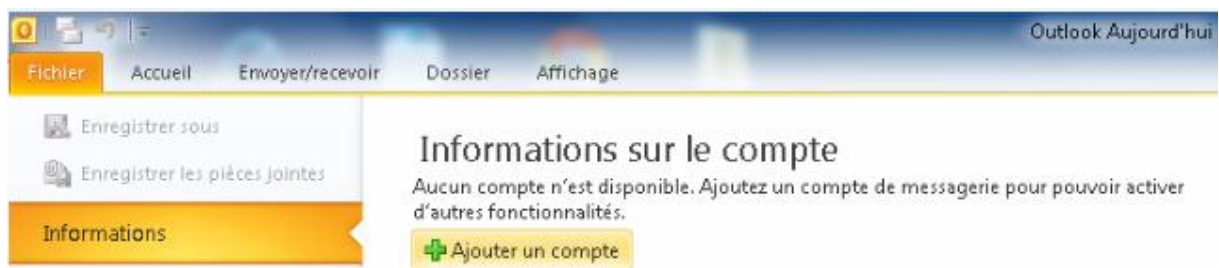 Outlook Aujourd'hui
Fichier Accueil Envoyer/recevoir Dossier Affichage
Enregistrer sous
Enregistrer les pièces jointes
Informations
Informations sur le compte
Aucun compte n'est disponible. Ajoutez un compte de messagerie pour pouvoir activer
d'autres fonctionnalités.
Ajouter un compte